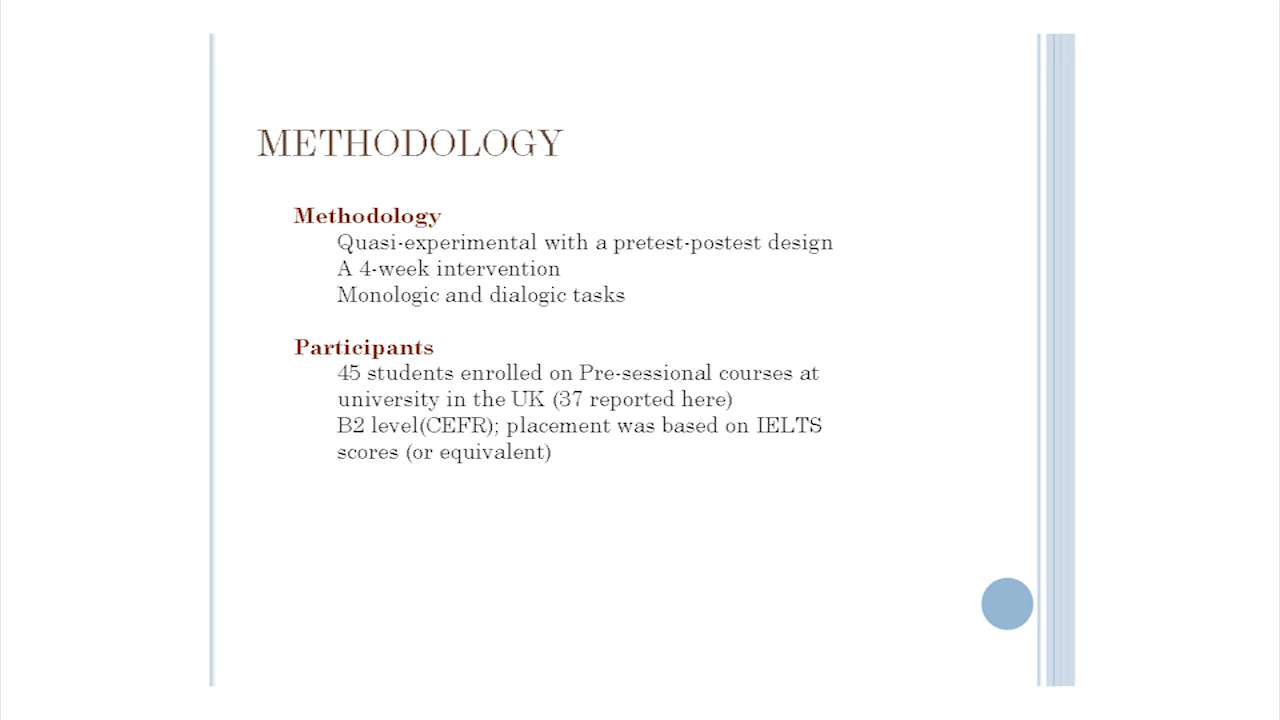 METHODOLOGY
Methodology
Quasi-experimental with a pretest-postest design
A 4-week intervention
Monologic and dialogic tasks
Participants
45 students enrolled on Pre-sessional courses at
university in the UK (37 reported here)
B2 level(CEFR); placement was based on IELTS
scores (or equivalent)